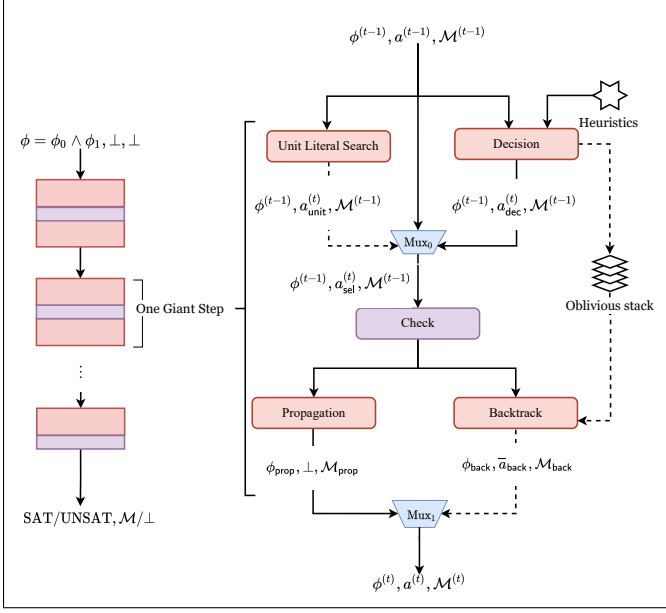 ϕ = ϕ₀ ∧ ϕ₁, ⊥, ⊥
One Giant Step
⋮
SAT/UNSAT, ℳ/⊥
ϕ⁽ᵗ⁻¹⁾, a⁽ᵗ⁻¹⁾, ℳ⁽ᵗ⁻¹⁾
Heuristics
Unit Literal Search
Decision
ϕ⁽ᵗ⁻¹⁾, a_unit⁽ᵗ⁾, ℳ⁽ᵗ⁻¹⁾
ϕ⁽ᵗ⁻¹⁾, a_dec⁽ᵗ⁾, ℳ⁽ᵗ⁻¹⁾
Mux₀
ϕ⁽ᵗ⁻¹⁾, a_sel⁽ᵗ⁾, ℳ⁽ᵗ⁻¹⁾
Oblivious stack
Check
Propagation
Backtrack
ϕ_prop, ⊥, ℳ_prop
ϕ_back, a̅_back, ℳ_back
Mux₁
ϕ⁽ᵗ⁾, a⁽ᵗ⁾, ℳ⁽ᵗ⁾